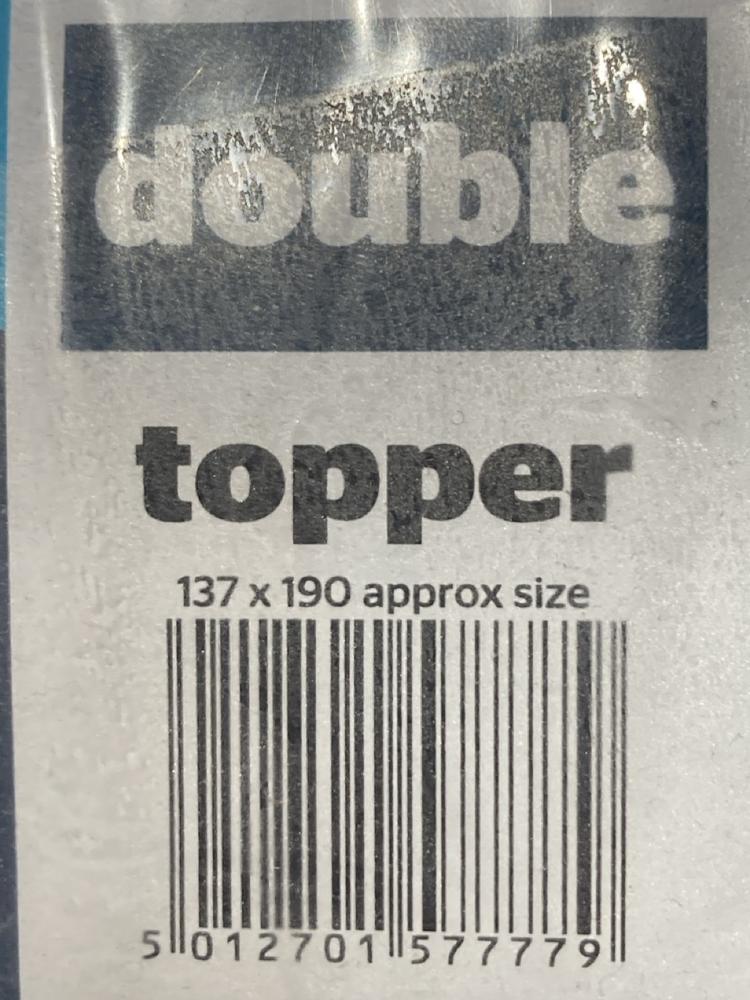 double
topper
137 x 190 approx size
5 012701 577779